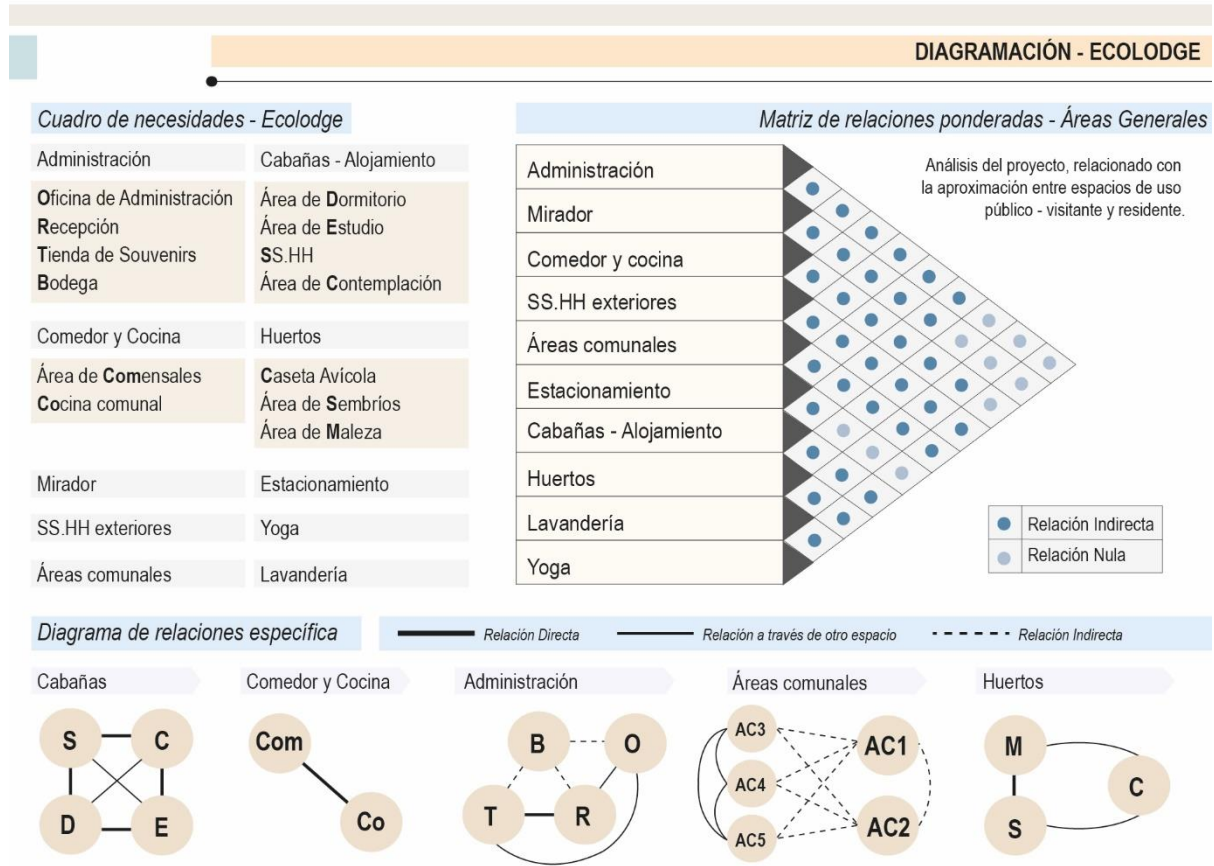 DIAGRAMACIÓN - ECOLODGE
Cuadro de necesidades - Ecolodge
Administración
Oficina de Administración
Recepción
Tienda de Souvenirs
Bodega
Cabañas - Alojamiento
Área de Dormitorio
Área de Estudio
SS.HH
Área de Contemplación
Comedor y Cocina
Área de Comensales
Cocina comunal
Huertos
Caseta Avícola
Área de Sembríos
Área de Maleza
Mirador
Estacionamiento
SS.HH exteriores
Yoga
Áreas comunales
Lavandería
Matriz de relaciones ponderadas - Áreas Generales
Administración
Mirador
Comedor y cocina
SS.HH exteriores
Áreas comunales
Estacionamiento
Cabañas - Alojamiento
Huertos
Lavandería
Yoga
Análisis del proyecto, relacionado con
la aproximación entre espacios de uso
público - visitante y residente.
Relación Indirecta
Relación Nula
Diagrama de relaciones específica
Relación Directa
Relación a través de otro espacio
Relación Indirecta
Cabañas
S
C
D
E
Comedor y Cocina
Com
Co
Administración
B
O
T
R
Áreas comunales
AC3
AC1
AC4
AC5
AC2
Huertos
M
C
S